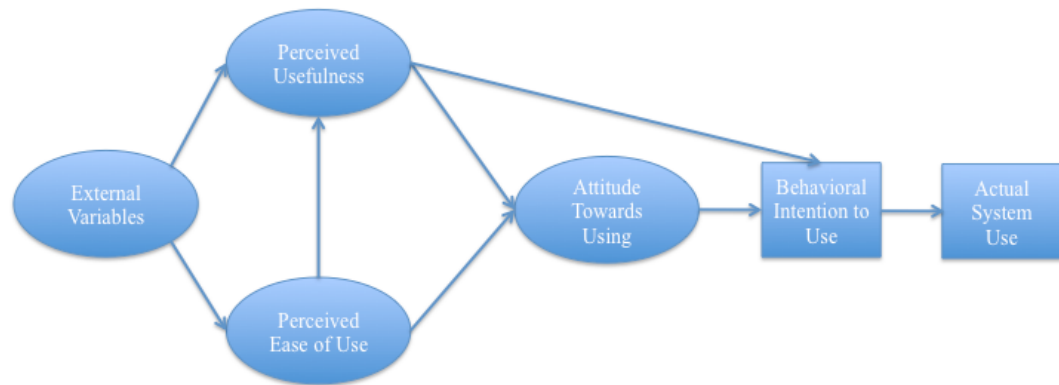 Perceived
Usefulness
External
Variables
Attitude
Towards
Using
Behavioral
Intention to
Use
Actual
System
Use
Perceived
Ease of Use